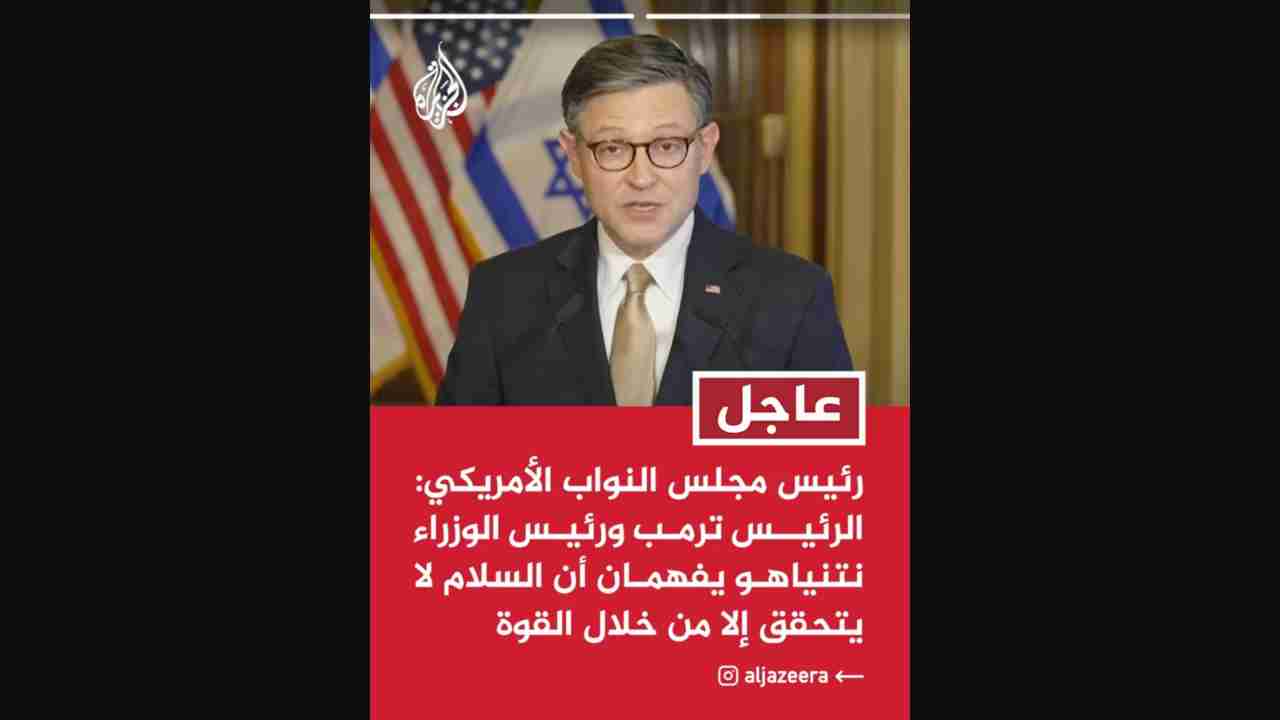 الجزيرة
عاجل
رئيس مجلس النواب الأمريكي:
الرئيس ترمب ورئيس الوزراء
نتنياهو يفهمان أن السلام لا
يتحقق إلا من خلال القوة
aljazeera